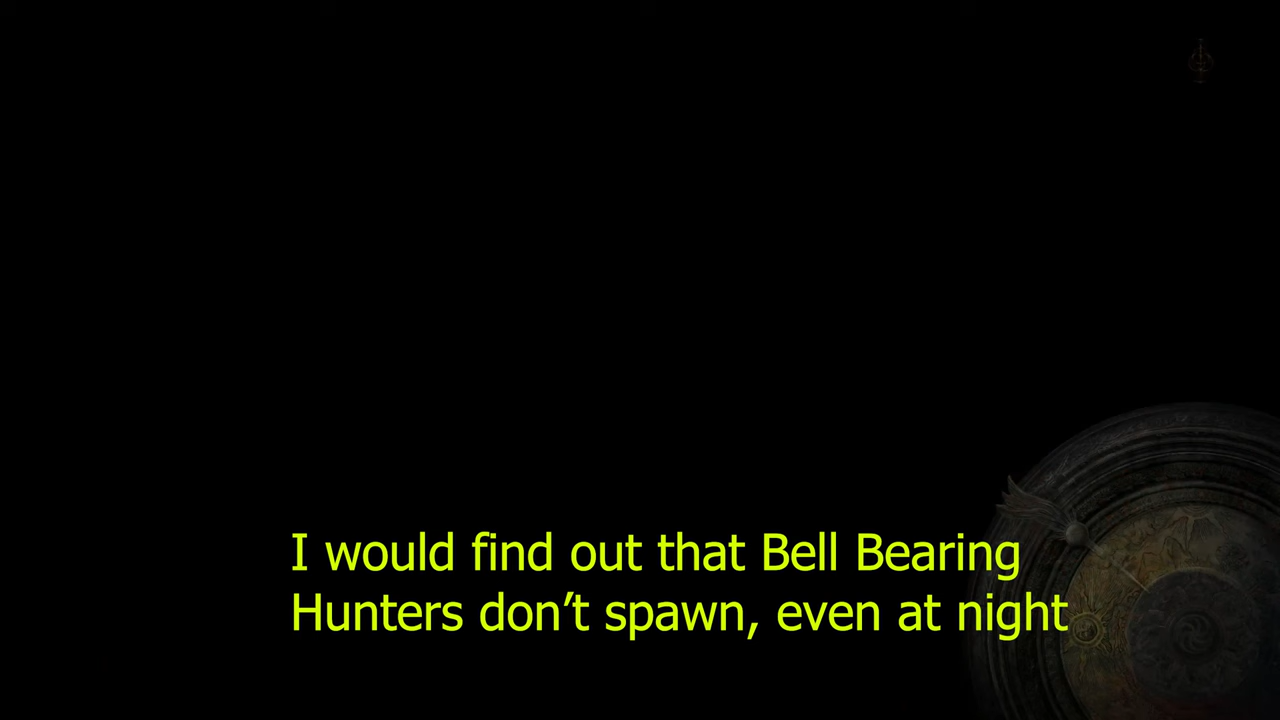 I would find out that Bell Bearing
Hunters don’t spawn, even at night